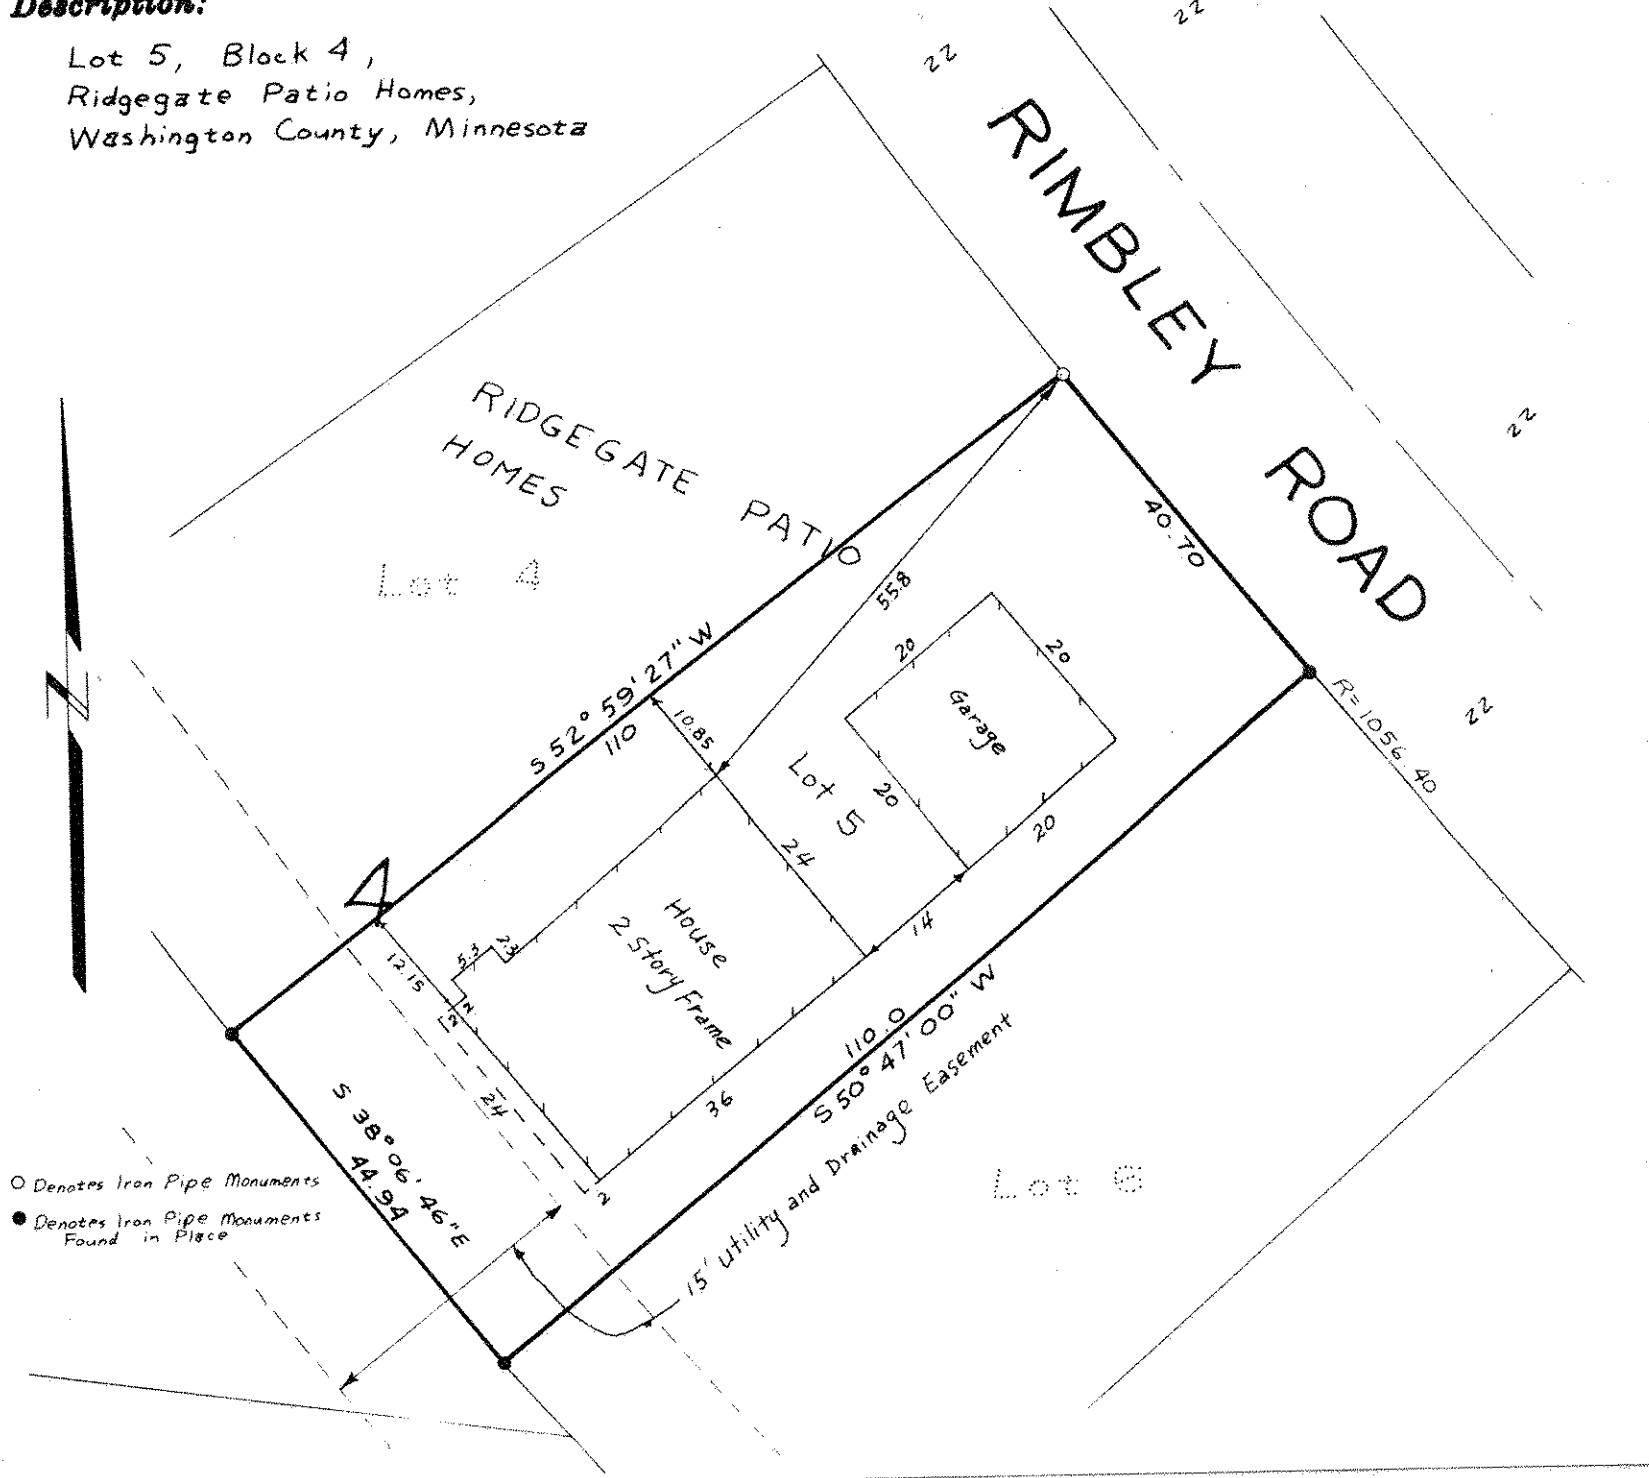 Description:
Lot 5, Block 4,
Ridgegate Patio Homes,
Washington County, Minnesota
22
22
RIMBLEY ROAD
22
22
RIDGEGATE PATIO
HOMES
Lot 4
40.70
R=1056.40
55.8
S 52° 59' 27" W
110
10.85
20
20
Garage
20
20
Lot 5
24
14
4
N
House
2 Story Frame
5.3
2.3
12.15
2
2
24
36
2
110.0
S 50° 47' 00" W
15' Utility and Drainage Easement
S 38° 06' 46" E
44.94
Lot 6
O Denotes Iron Pipe Monuments
● Denotes Iron Pipe Monuments
Found in Place